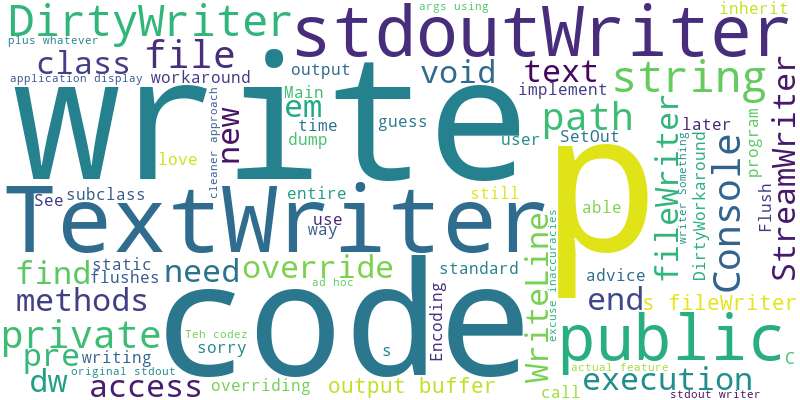 DirtyWriter
stdoutWriter
args using
inherit
plus whatever
class
file
application display
workaround
output
void
text
implement
string
StreamWriter
write
Main
em
time
dump
guess
new
cleaner approach
love
user
path
SetOut
later
program
p
able
fileWriter
writer Something
DirtyWorkaround
Console
Flush
See
subclass
TextWriter
entire
use
way
still
find
static
flushes
need
override
ad hoc
standard
WriteLine
excuse inaccuracies
advice
end
s fileWriter
methods
code
Encoding
private
Teh codez
public
c
pre
writing
sorry
s
original stdout
dw
access
overriding
output buffer
call
actual feature
execution
stdout writer